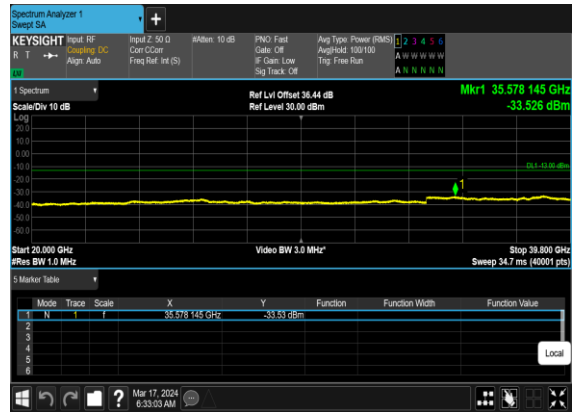 Spectrum Analyzer 1
Swept SA
KEYSIGHT Input: RF Input Z: 50 Ω #Atten: 10 dB PNO: Fast Avg Type: Power (RMS) 1 2 3 4 5 6
R T Coupling: DC Corr CCorr Gate: Off Avg|Hold: 100/100 A W W W W W
Align: Auto Freq Ref: Int (S) IF Gain: Low Trig: Free Run
Sig Track: Off A N N N N N
1 Spectrum Ref Lvl Offset 36.44 dB Mkr1 35.578 145 GHz
Scale/Div 10 dB Ref Level 30.00 dBm -33.526 dBm
Log
20.0
10.0
0.00
-10.0 DL1 -13.00 dBm
-20.0
1
-30.0
-40.0
-50.0
-60.0
Start 20.000 GHz Video BW 3.0 MHz* Stop 39.800 GHz
#Res BW 1.0 MHz Sweep 34.7 ms (40001 pts)
5 Marker Table
Mode Trace Scale X Y Function Function Width Function Value
1 N 1 f 35.578 145 GHz -33.53 dBm
2
3
4
5
6
Local
Mar 17, 2024
6:33:03 AM